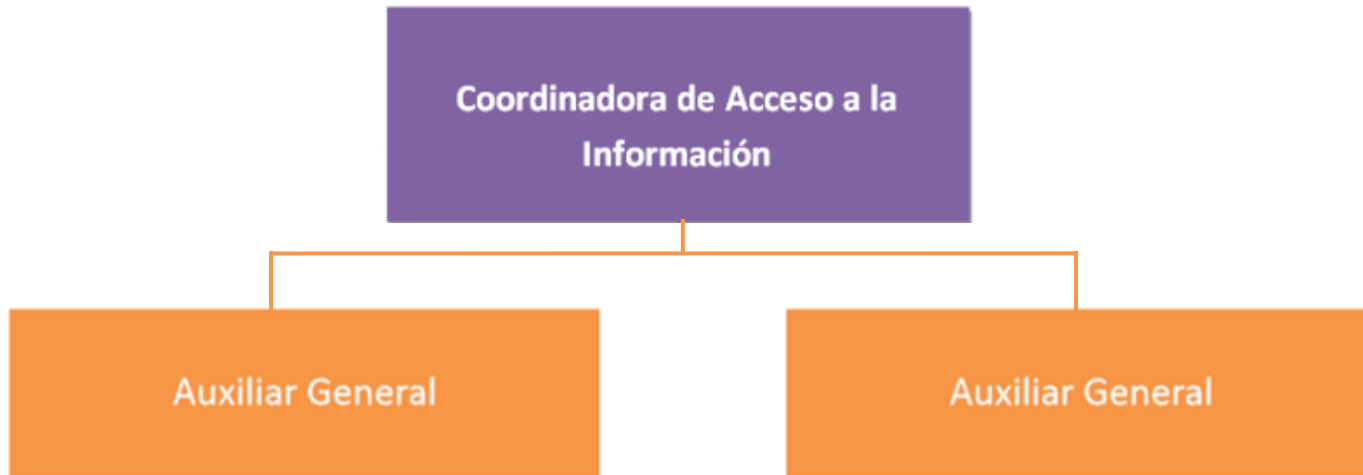 Coordinadora de Acceso a la
Información
Auxiliar General
Auxiliar General